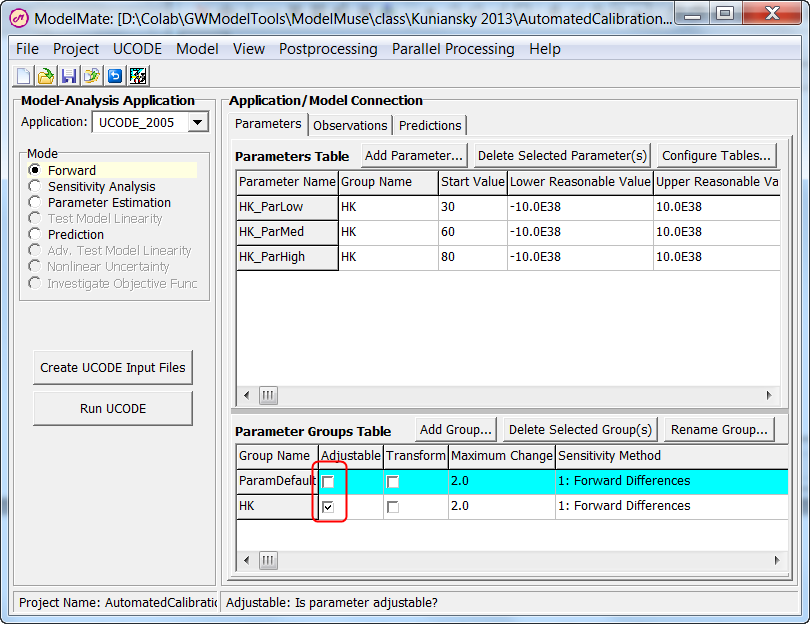 ModelMate: [D:\Colab\GWModelTools\ModelMuse\class\Kuniansky 2013\AutomatedCalibration...
File Project UCODE Model View Postprocessing Parallel Processing Help
Model-Analysis Application
Application: UCODE_2005
Mode
Forward
Sensitivity Analysis
Parameter Estimation
Test Model Linearity
Prediction
Adv. Test Model Linearity
Nonlinear Uncertainty
Investigate Objective Func
Create UCODE Input Files
Run UCODE
Application/Model Connection
Parameters Observations Predictions
Parameters Table Add Parameter... Delete Selected Parameter(s) Configure Tables...
Parameter Name Group Name Start Value Lower Reasonable Value Upper Reasonable Va
HK_ParLow HK 30 -10.0E38 10.0E38
HK_ParMed HK 60 -10.0E38 10.0E38
HK_ParHigh HK 80 -10.0E38 10.0E38
Parameter Groups Table Add Group... Delete Selected Group(s) Rename Group...
Group Name Adjustable Transform Maximum Change Sensitivity Method
ParamDefault 2.0 1: Forward Differences
HK 2.0 1: Forward Differences
Project Name: AutomatedCalibratio Adjustable: Is parameter adjustable?